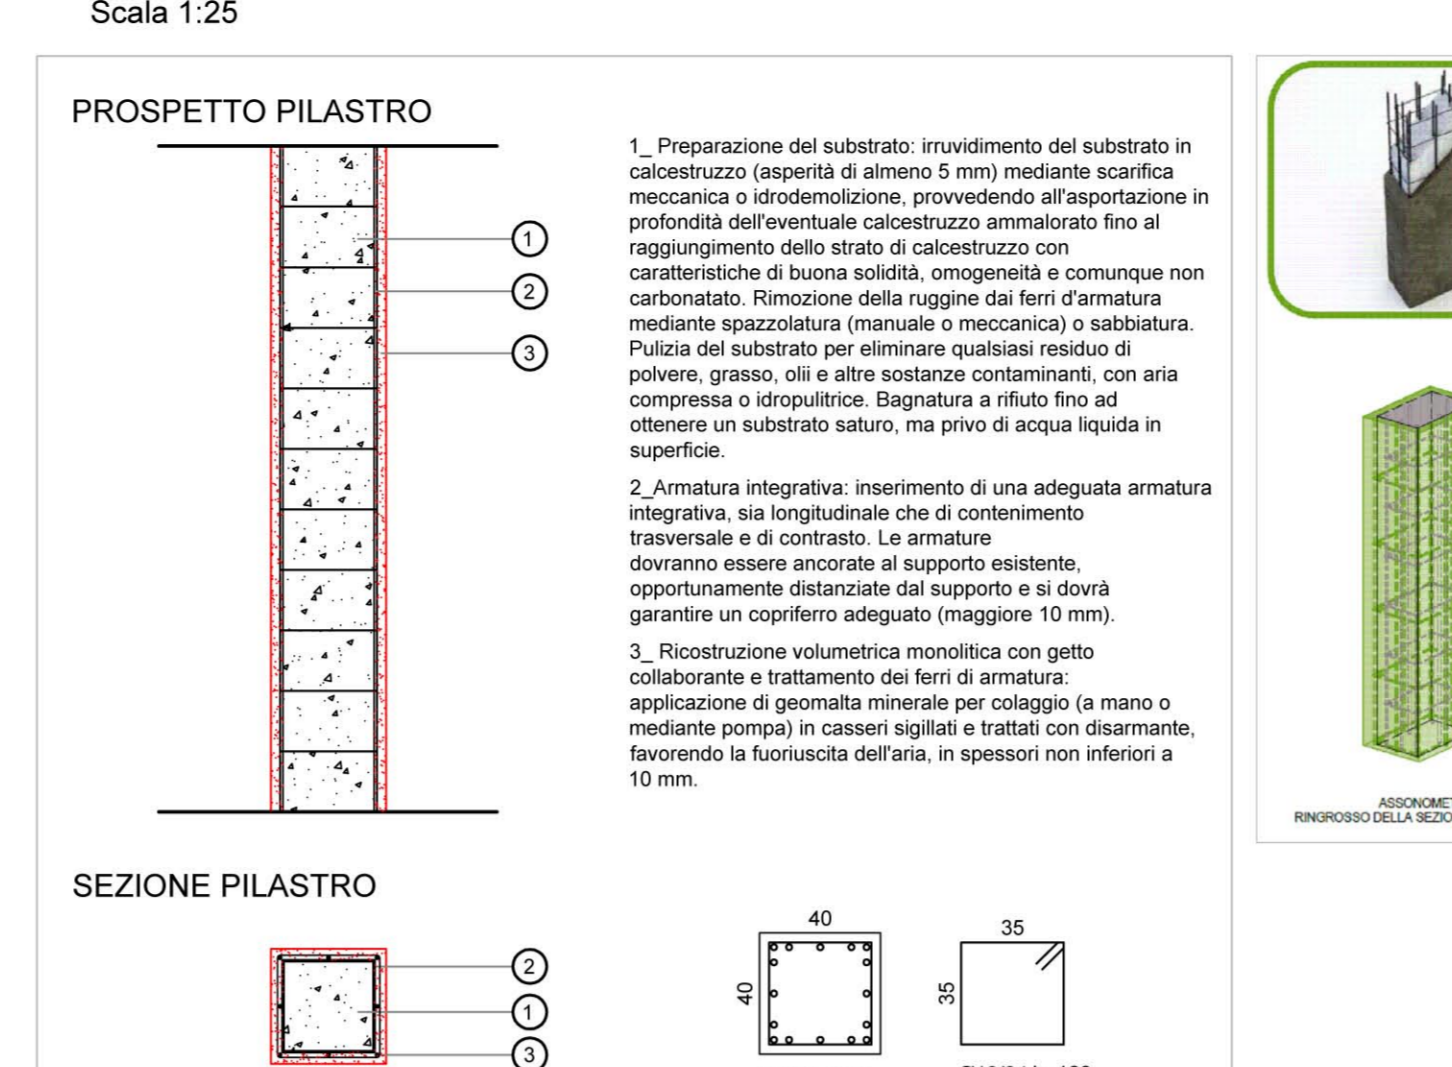 Scala 1:25
PROSPETTO PILASTRO
1
2
3
1_ Preparazione del substrato: irruvidimento del substrato in
calcestruzzo (asperità di almeno 5 mm) mediante scarifica
meccanica o idrodemolizione, provvedendo all'asportazione in
profondità dell'eventuale calcestruzzo ammalorato fino al
raggiungimento dello strato di calcestruzzo con
caratteristiche di buona solidità, omogeneità e comunque non
carbonatato. Rimozione della ruggine dai ferri d'armatura
mediante spazzolatura (manuale o meccanica) o sabbiatura.
Pulizia del substrato per eliminare qualsiasi residuo di
polvere, grasso, olii e altre sostanze contaminanti, con aria
compressa o idropulitrice. Bagnatura a rifiuto fino ad
ottenere un substrato saturo, ma privo di acqua liquida in
superficie.
2_Armatura integrativa: inserimento di una adeguata armatura
integrativa, sia longitudinale che di contenimento
trasversale e di contrasto. Le armature
dovranno essere ancorate al supporto esistente,
opportunamente distanziate dal supporto e si dovrà
garantire un copriferro adeguato (maggiore 10 mm).
3_ Ricostruzione volumetrica monolitica con getto
collaborante e trattamento dei ferri di armatura:
applicazione di geomalta minerale per colaggio (a mano o
mediante pompa) in casseri sigillati e trattati con disarmante,
favorendo la fuoriuscita dell'aria, in spessori non inferiori a
10 mm.
ASSONOMET
RINGROSSO DELLA SEZIO
SEZIONE PILASTRO
2
1
3
40
40
35
35